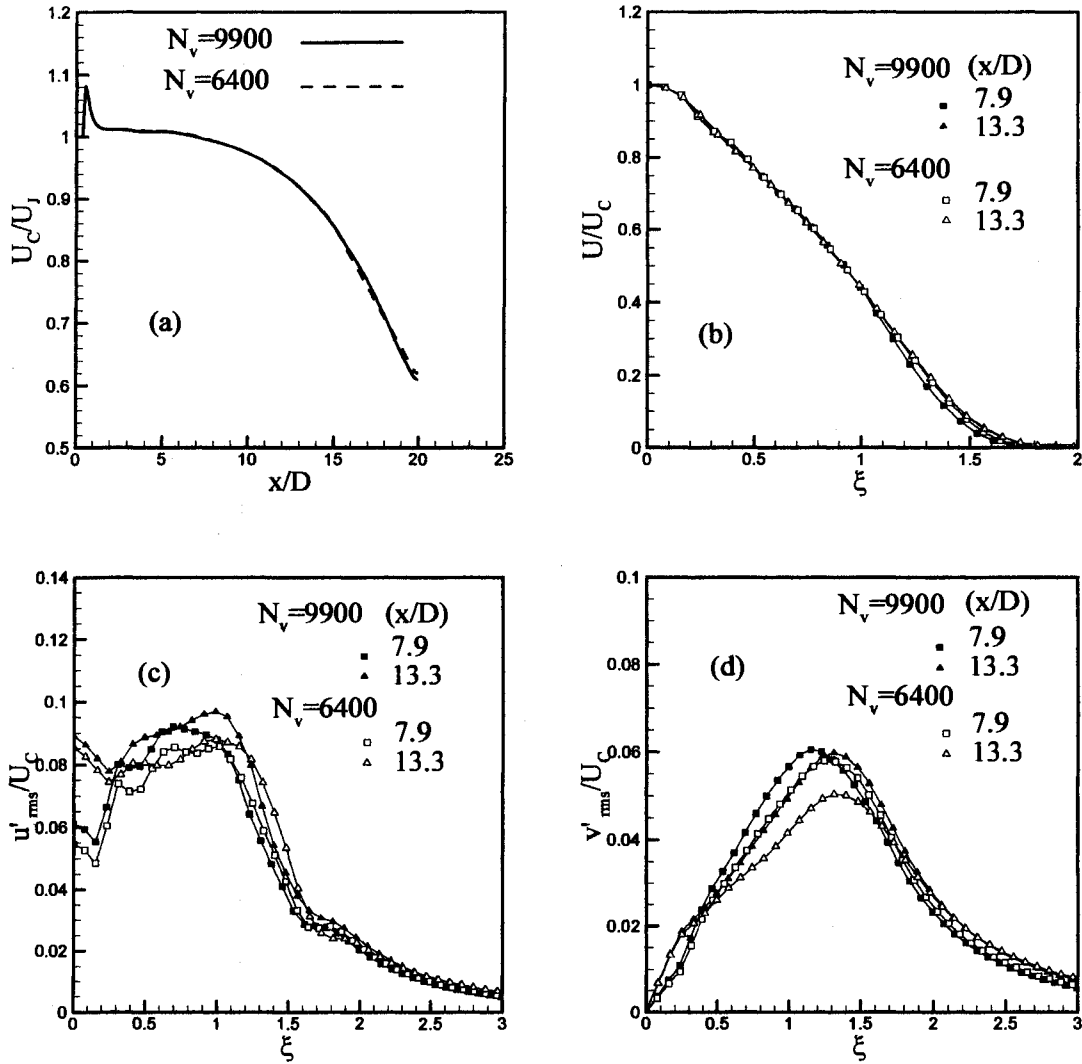 1.2
1.1
1
0.9
0.8
0.7
0.6
0.5
U_C/U_J
N_v=9900
N_v=6400
(a)
0 5 10 15 20 25
x/D
1.2
1
0.8
0.6
0.4
0.2
0
U/U_C
N_v=9900 (x/D)
7.9
13.3
N_v=6400
7.9
13.3
(b)
0 0.5 1 1.5 2
ξ
0.14
0.12
0.1
0.08
0.06
0.04
0.02
0
u'_rms/U_C
N_v=9900 (x/D)
7.9
13.3
(c)
N_v=6400
7.9
13.3
0 0.5 1 1.5 2 2.5 3
ξ
0.1
0.08
0.06
0.04
0.02
0
v'_rms/U_C
N_v=9900 (x/D)
7.9
13.3
(d)
N_v=6400
7.9
13.3
0 0.5 1 1.5 2 2.5 3
ξ